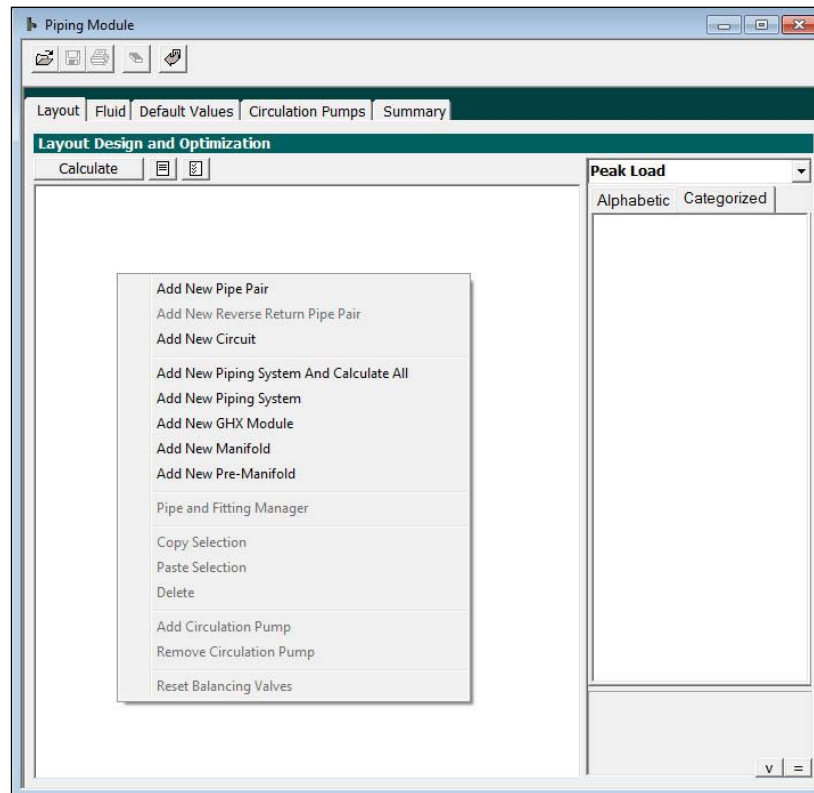 Piping Module
Layout Fluid Default Values Circulation Pumps Summary
Layout Design and Optimization
Calculate
Peak Load
Alphabetic Categorized
Add New Pipe Pair
Add New Reverse Return Pipe Pair
Add New Circuit
Add New Piping System And Calculate All
Add New Piping System
Add New GHX Module
Add New Manifold
Add New Pre-Manifold
Pipe and Fitting Manager
Copy Selection
Paste Selection
Delete
Add Circulation Pump
Remove Circulation Pump
Reset Balancing Valves
v =